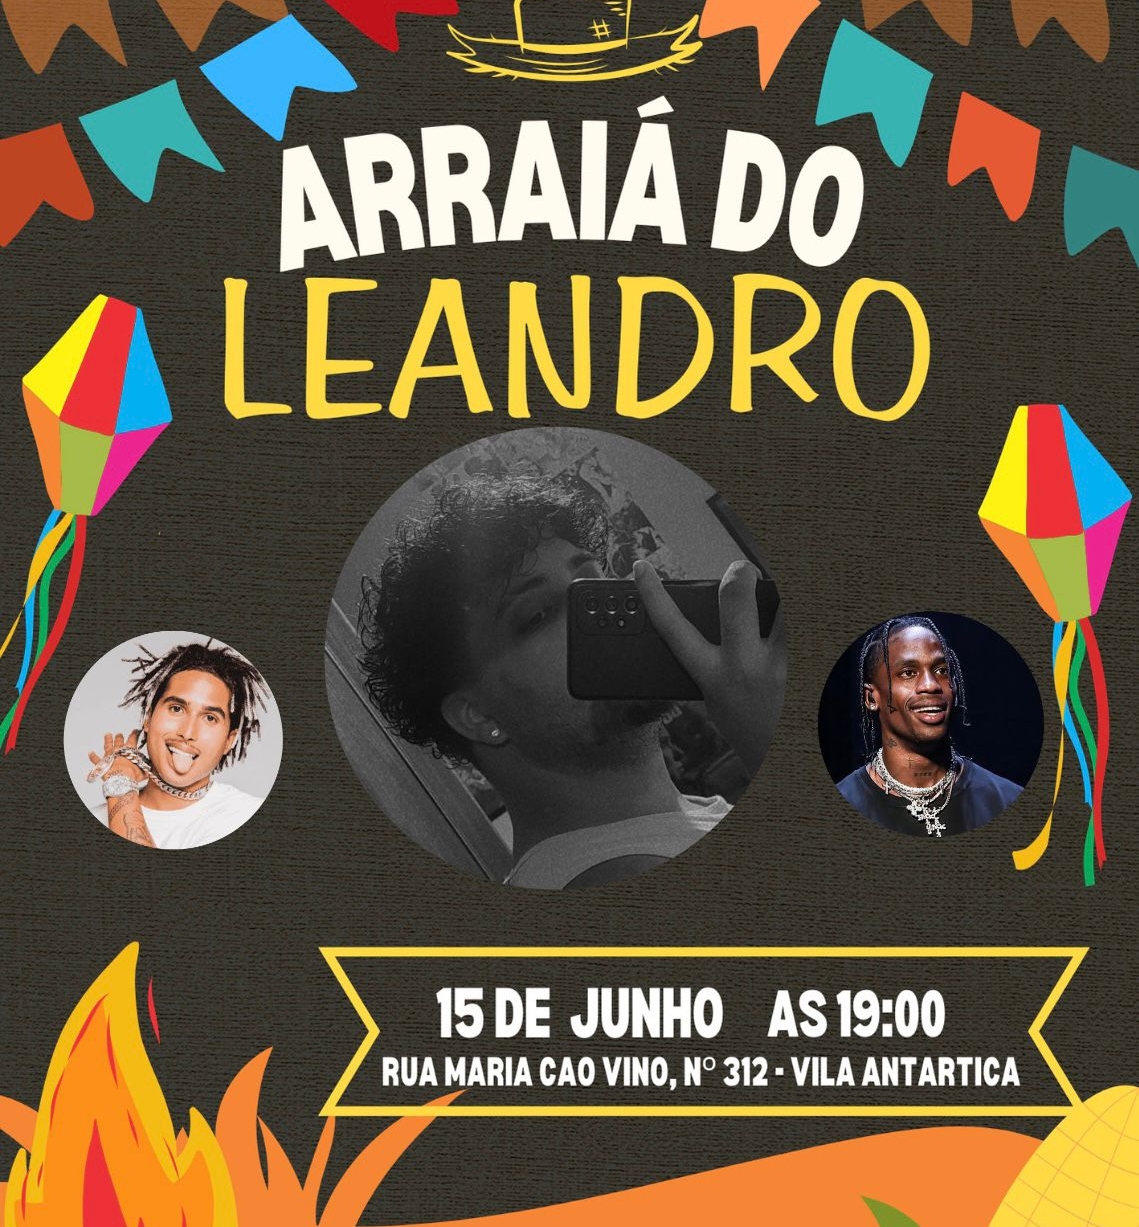 ARRAIÁ DO
LEANDRO
15 DE JUNHO AS 19:00
RUA MARIA CAO VINO, Nº 312 - VILA ANTARTICA